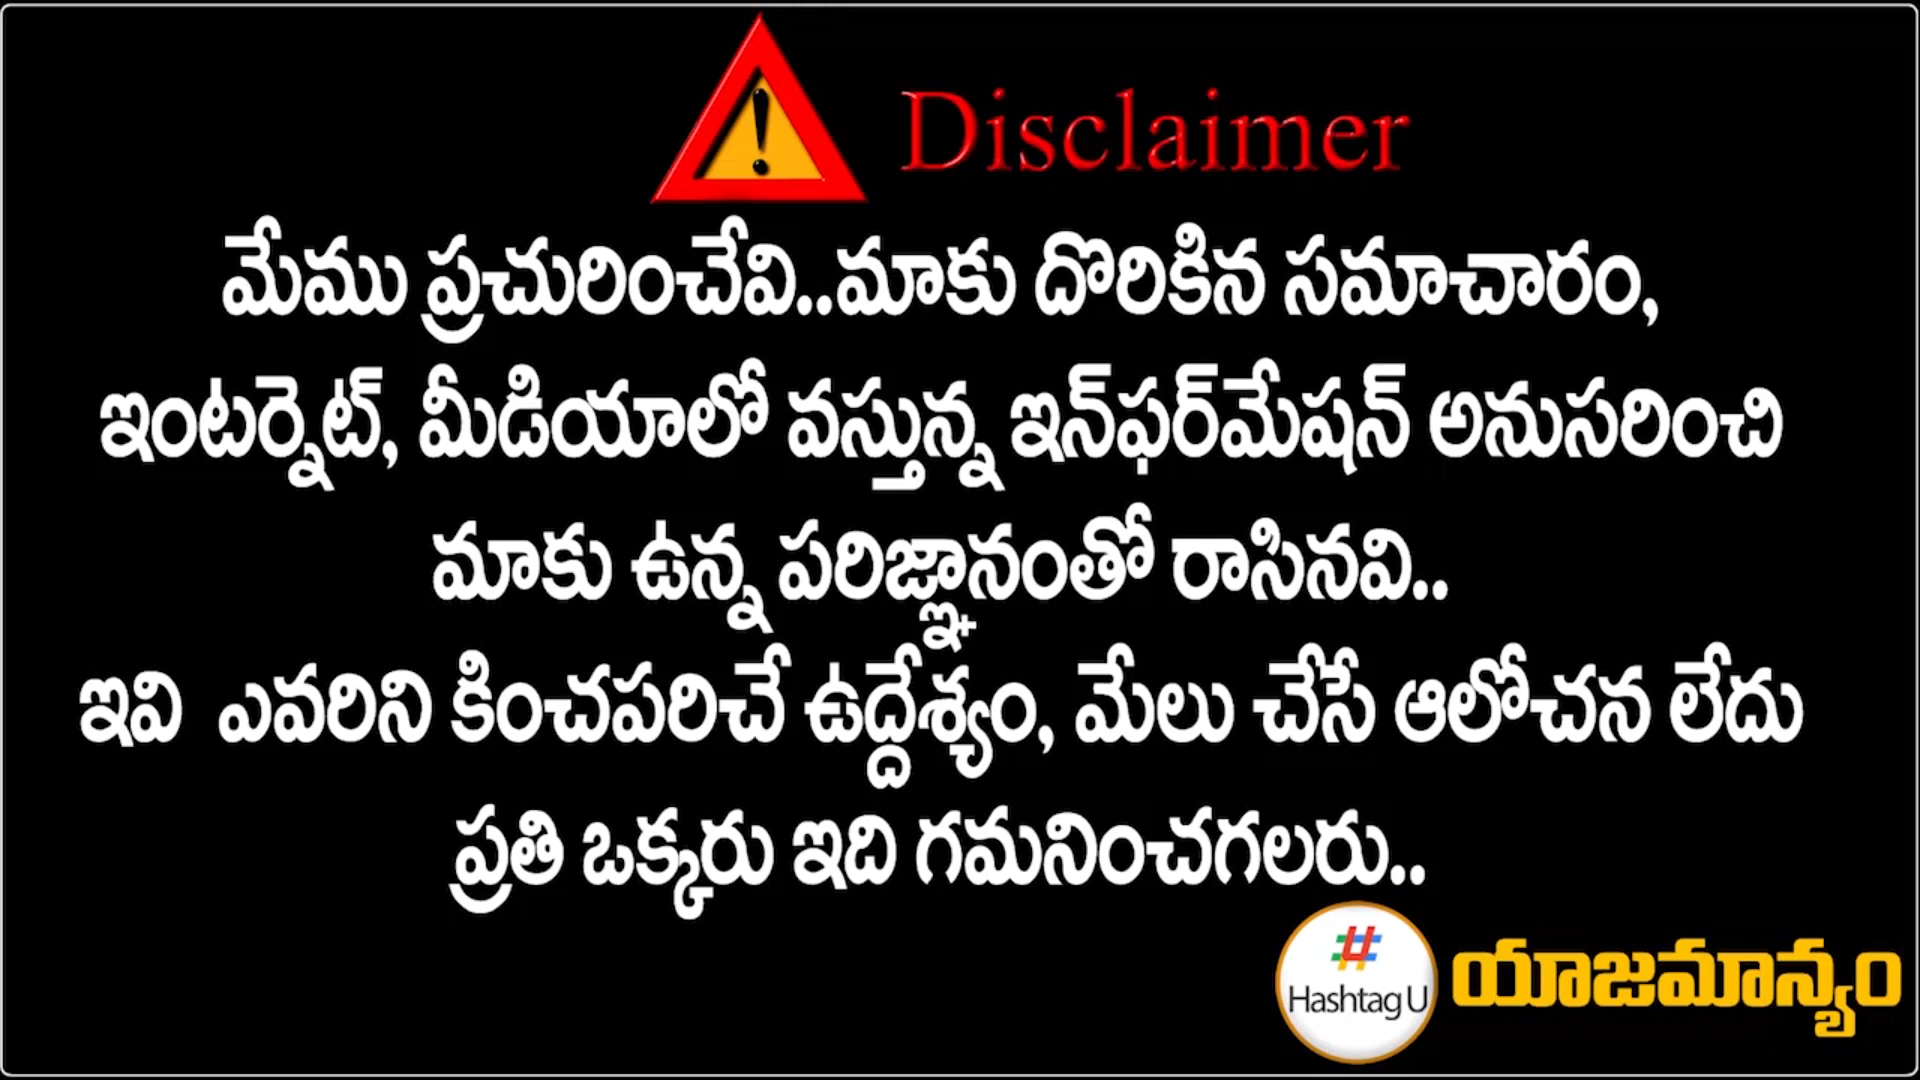 Disclaimer
మేము ప్రచురించేవి..మాకు దొరికిన సమాచారం,
ఇంటర్నెట్, మీడియాలో వస్తున్న ఇన్‌ఫర్‌మేషన్ అనుసరించి
మాకు ఉన్న పరిజ్ఞానంతో రాసినవి..
ఇవి ఎవరిని కించపరిచే ఉద్దేశ్యం, మేలు చేసే ఆలోచన లేదు
ప్రతి ఒక్కరు ఇది గమనించగలరు..
Hashtag U
యాజమాన్యం